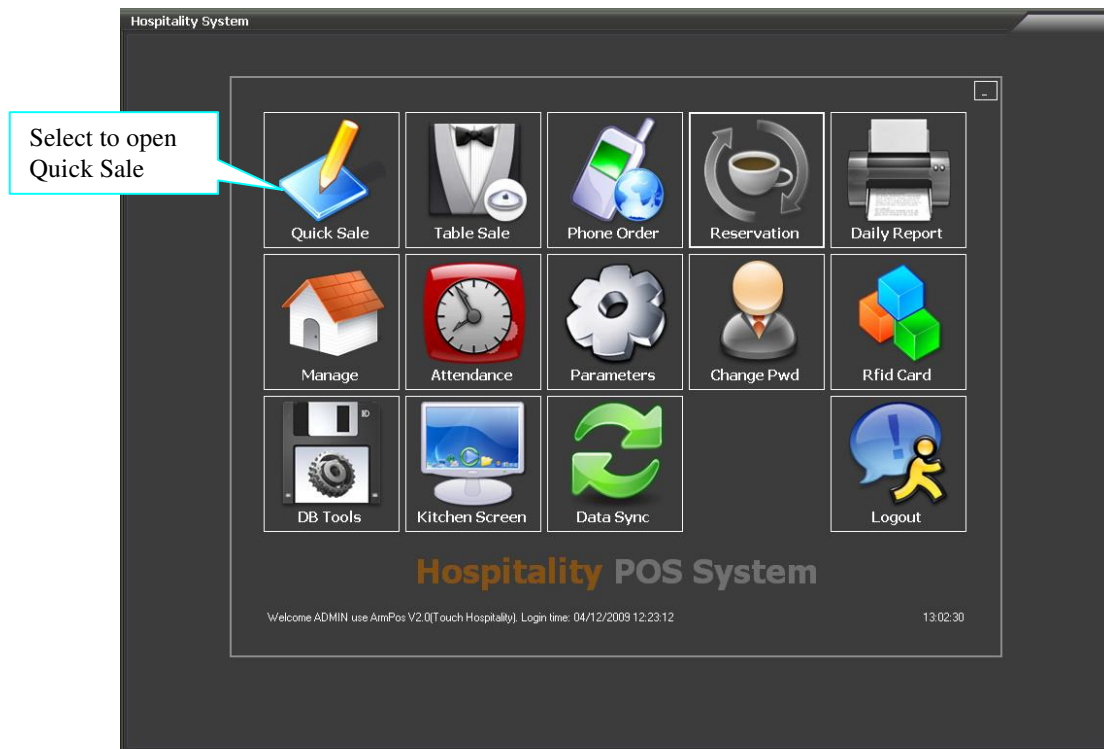 Hospitality System
Select to open
Quick Sale
Quick Sale
Table Sale
Phone Order
Reservation
Daily Report
Manage
Attendance
Parameters
Change Pwd
Rfid Card
DB Tools
Kitchen Screen
Data Sync
Logout
Hospitality POS System
Welcome ADMIN use ArmPos V2.0(Touch Hospitality). Login time: 04/12/2009 12:23:12
13:02:30